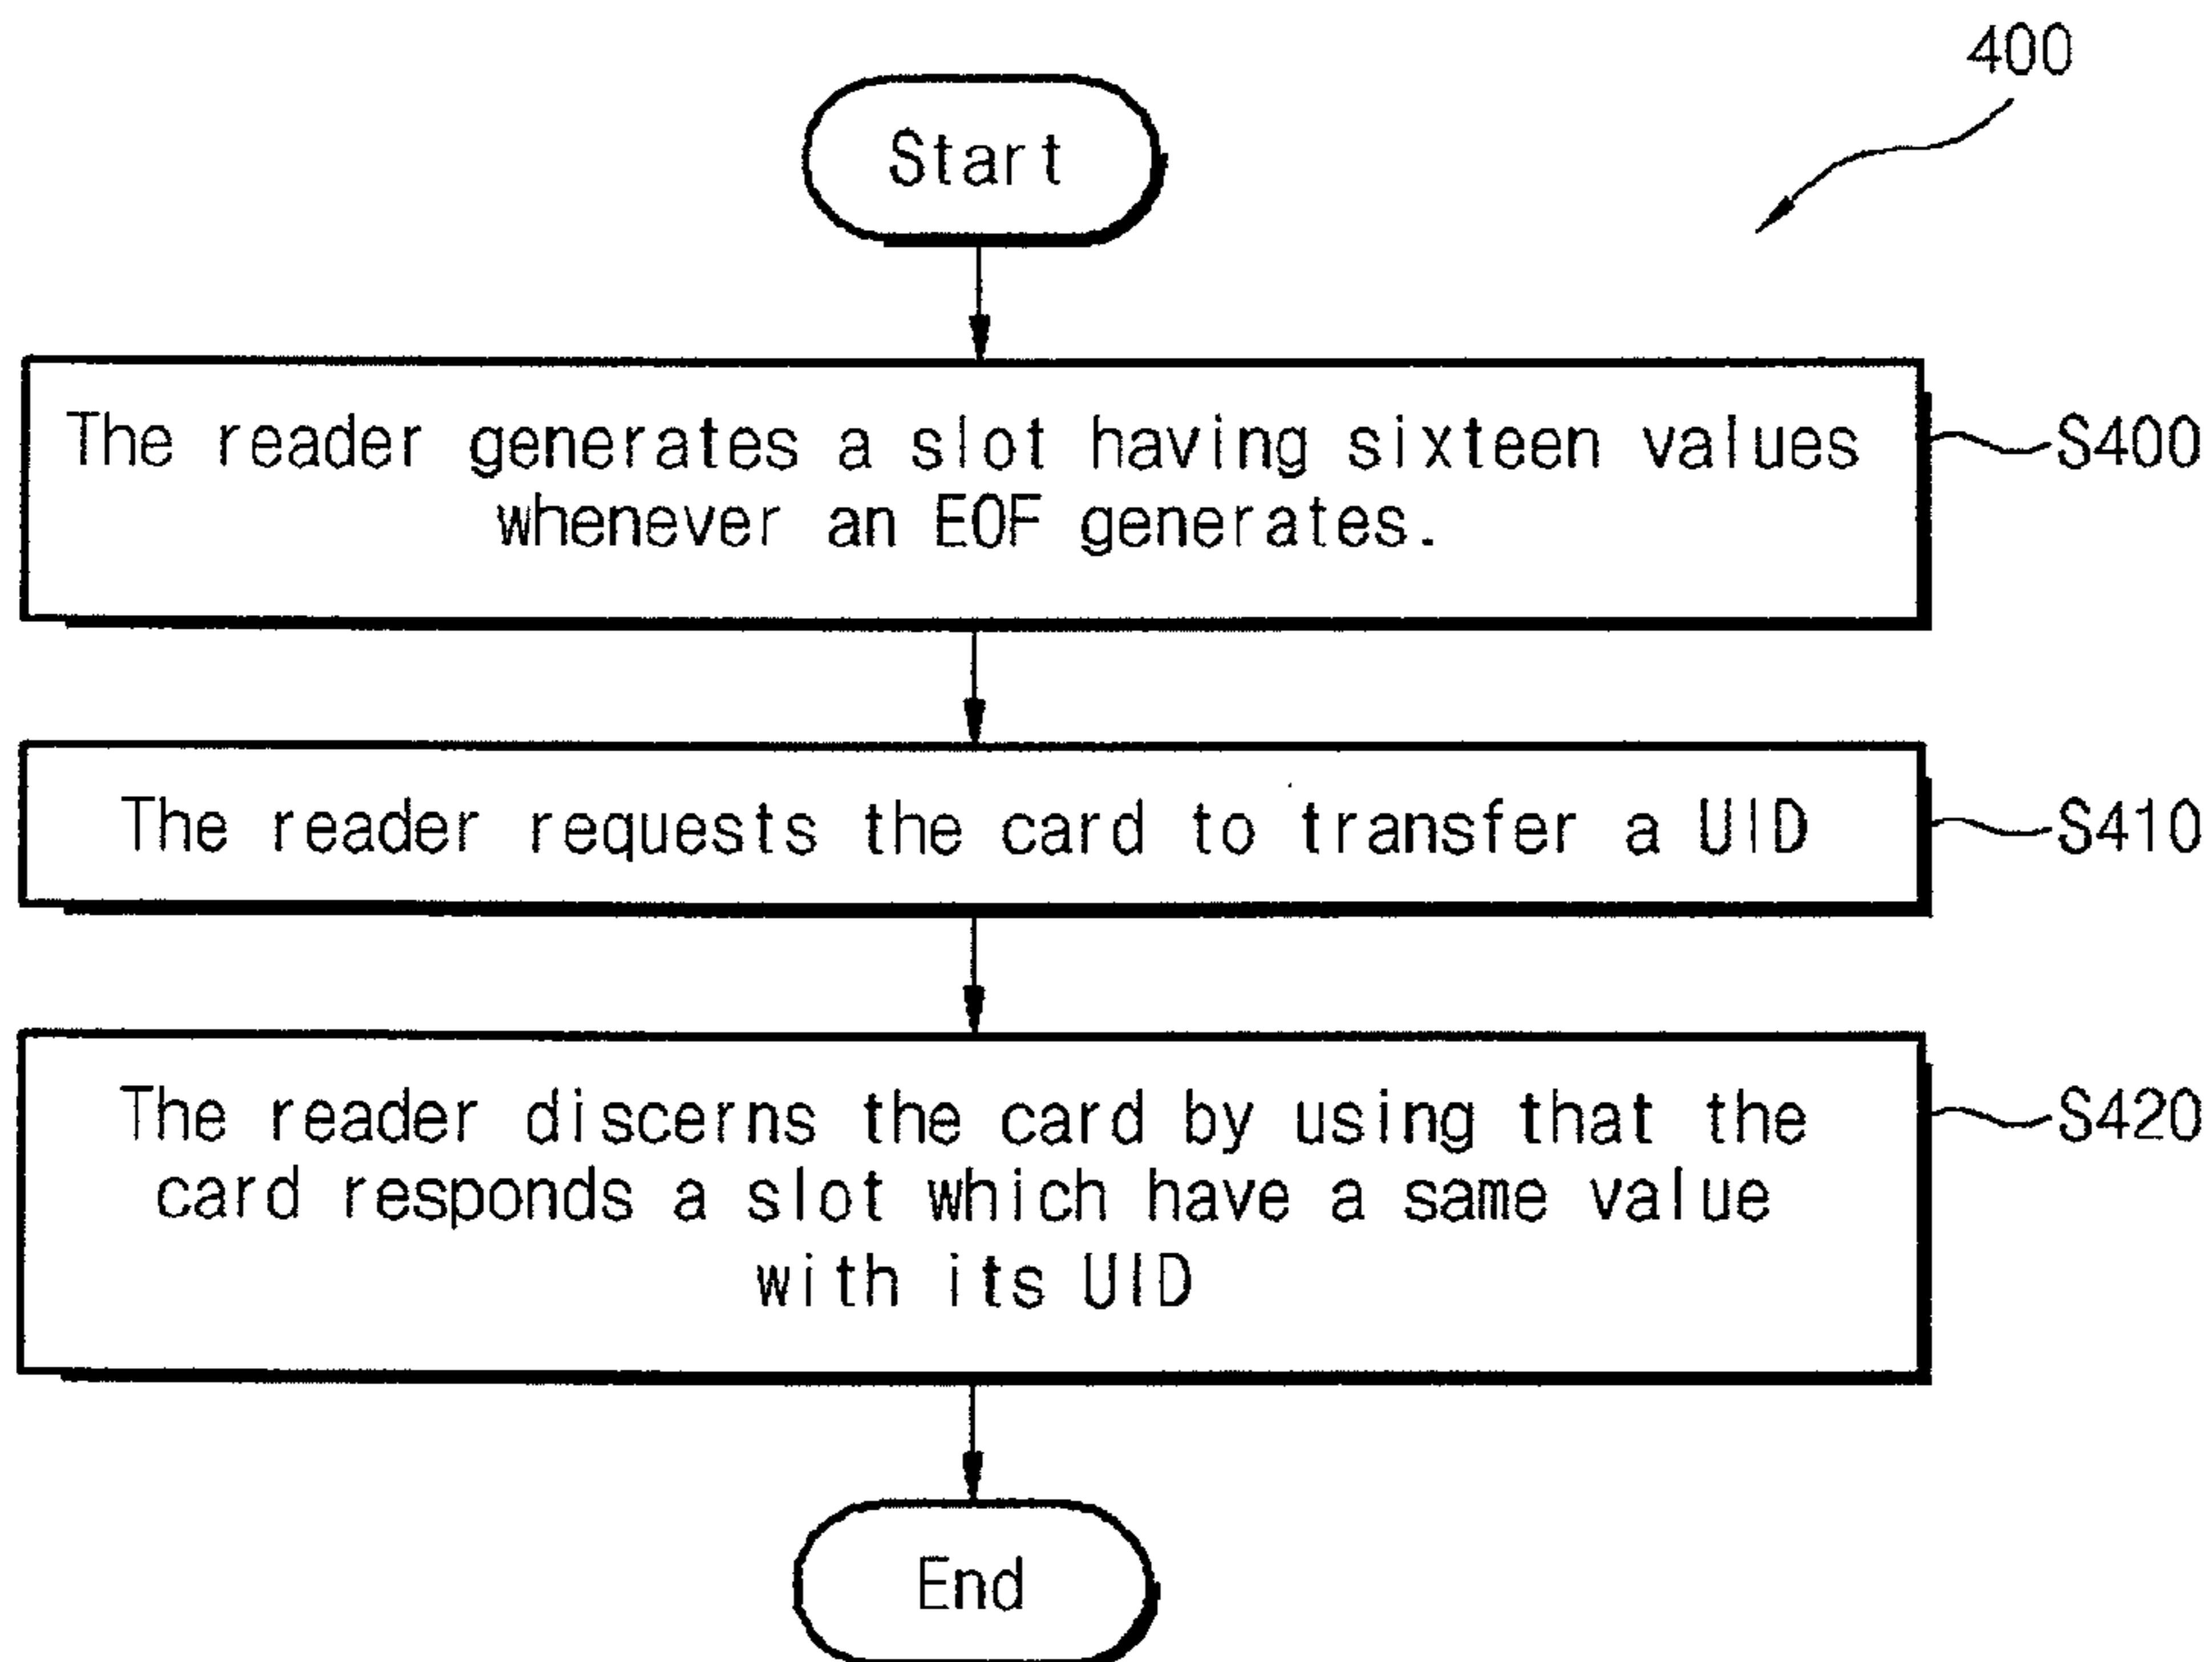 400
Start
The reader generates a slot having sixteen values
whenever an EOF generates.
S400
The reader requests the card to transfer a UID
S410
The reader discerns the card by using that the
card responds a slot which have a same value
with its UID
S420
End